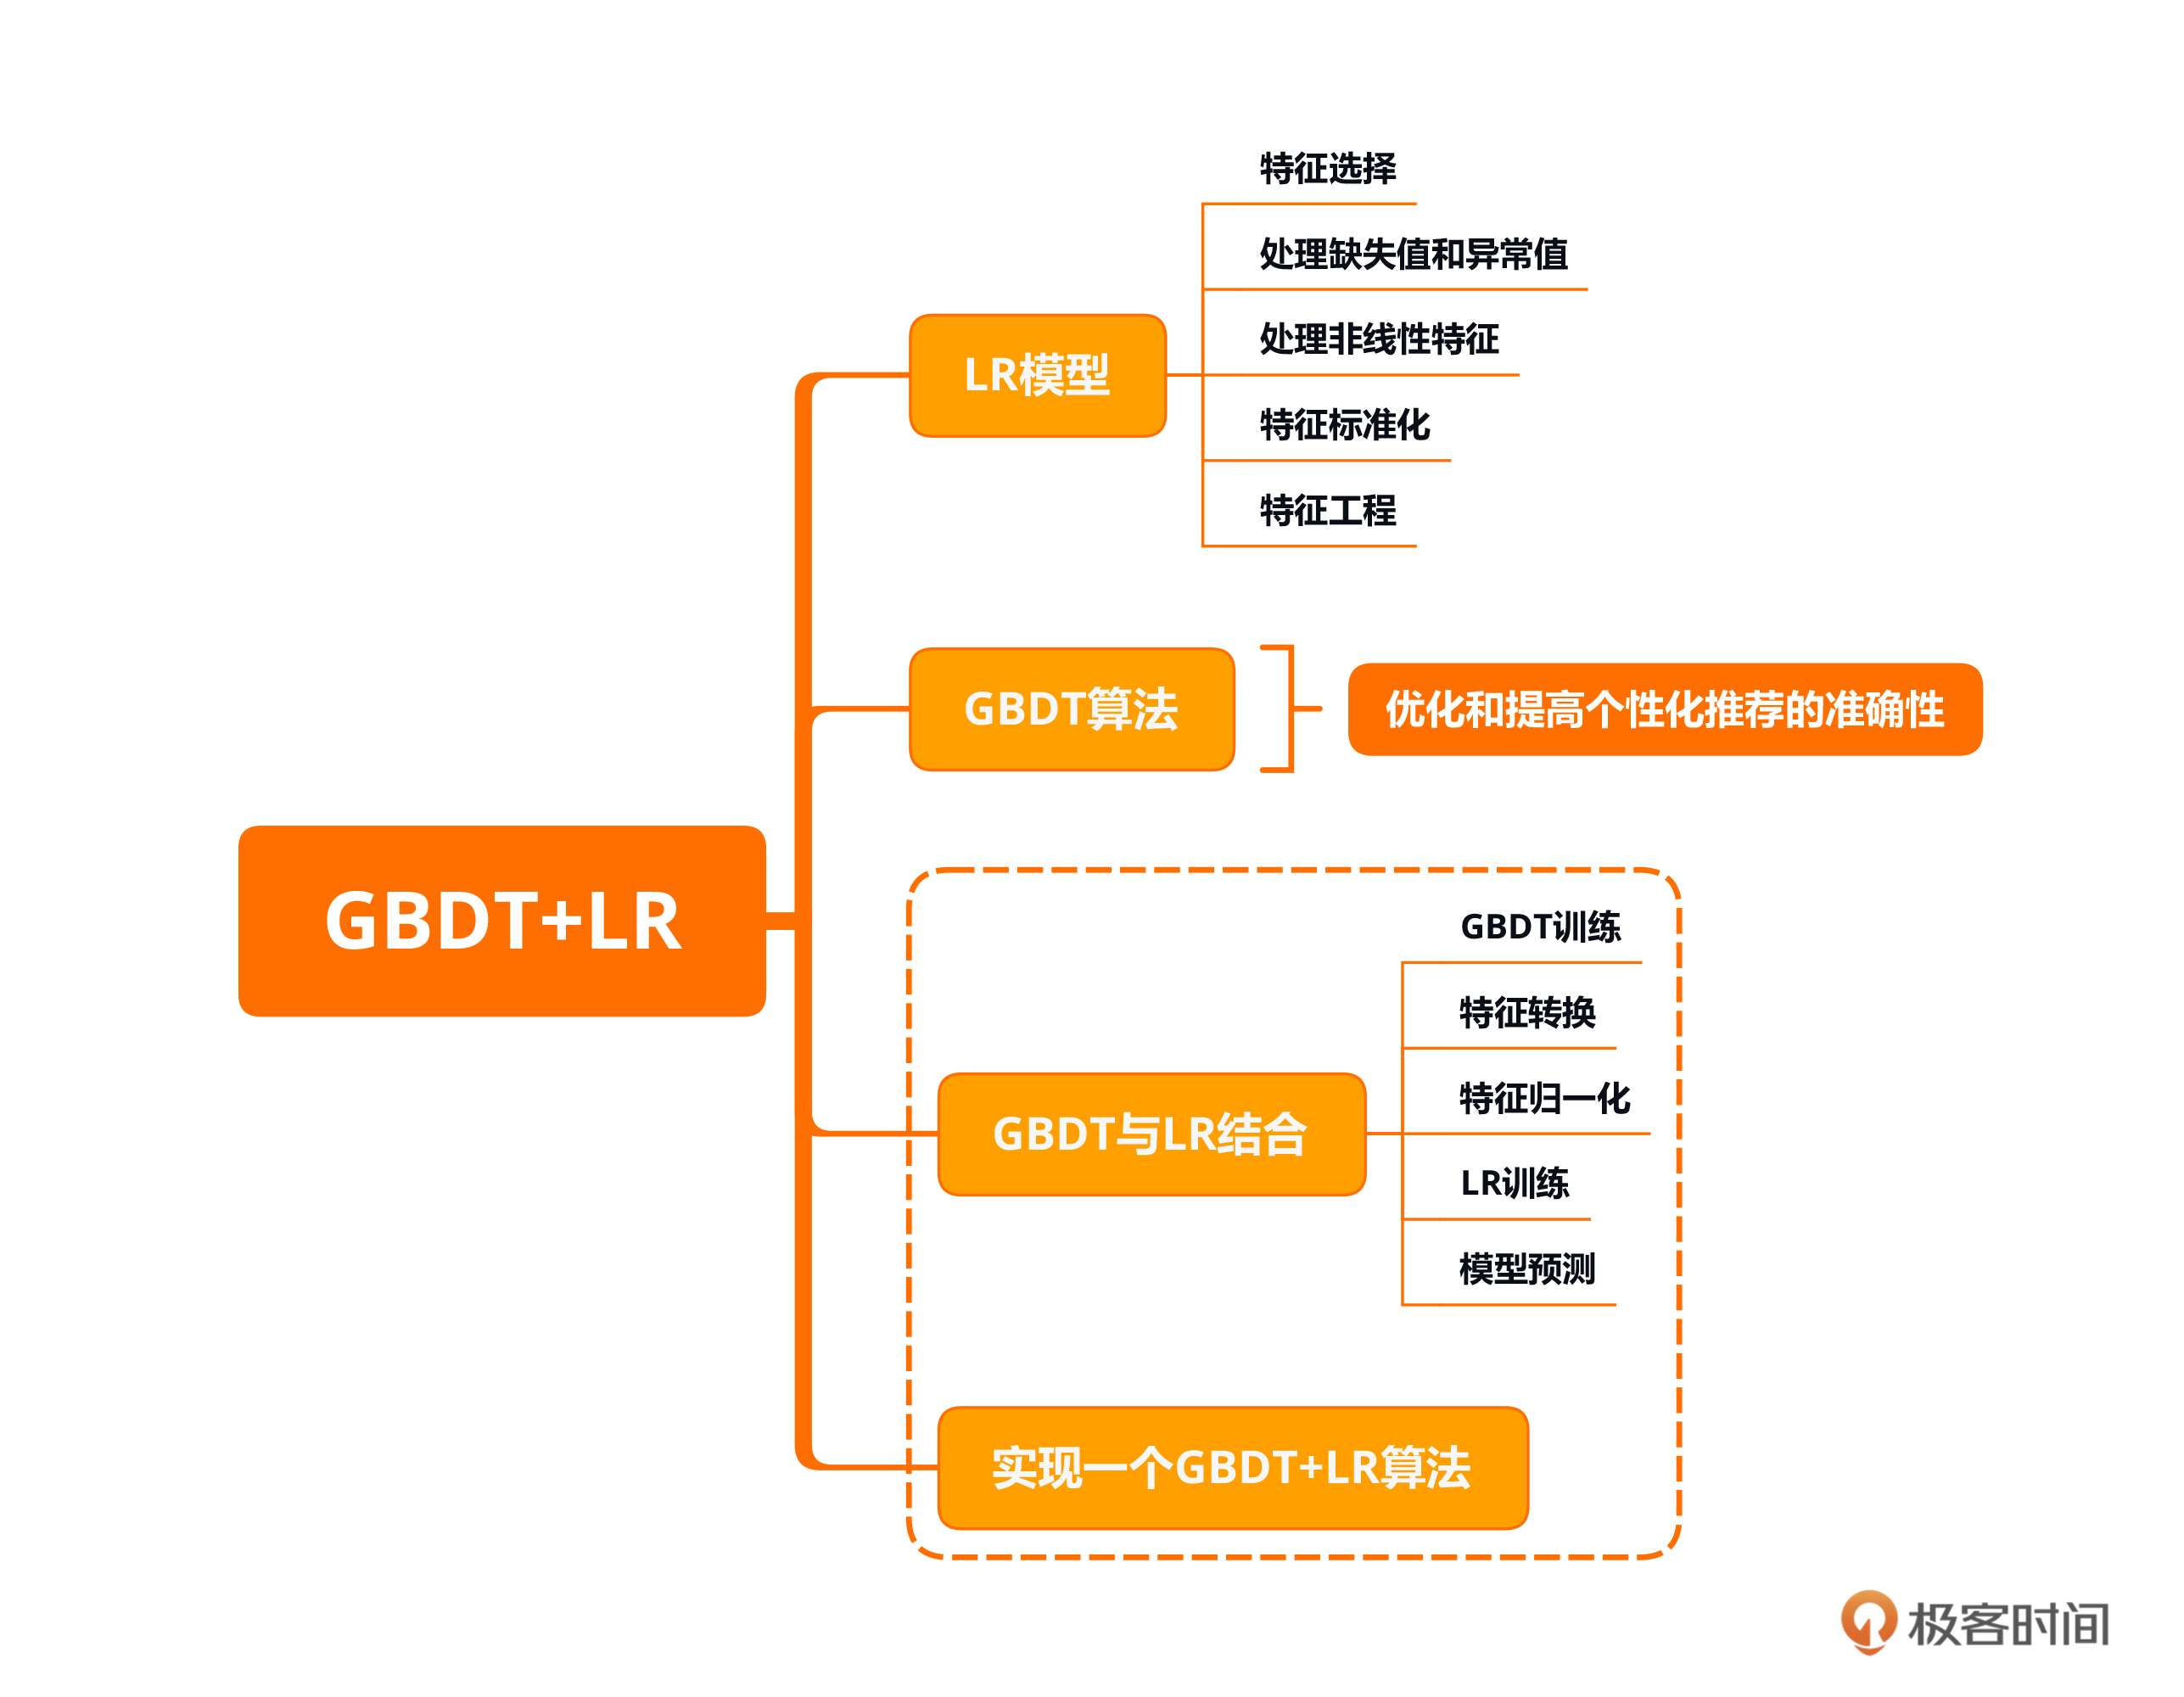 特征选择
处理缺失值和异常值
处理非线性特征
LR模型
特征标准化
特征工程
GBDT算法
优化和提高个性化推荐的准确性
GBDT+LR
GBDT训练
特征转换
特征归一化
GBDT与LR结合
LR训练
模型预测
实现一个GBDT+LR算法
极客时间